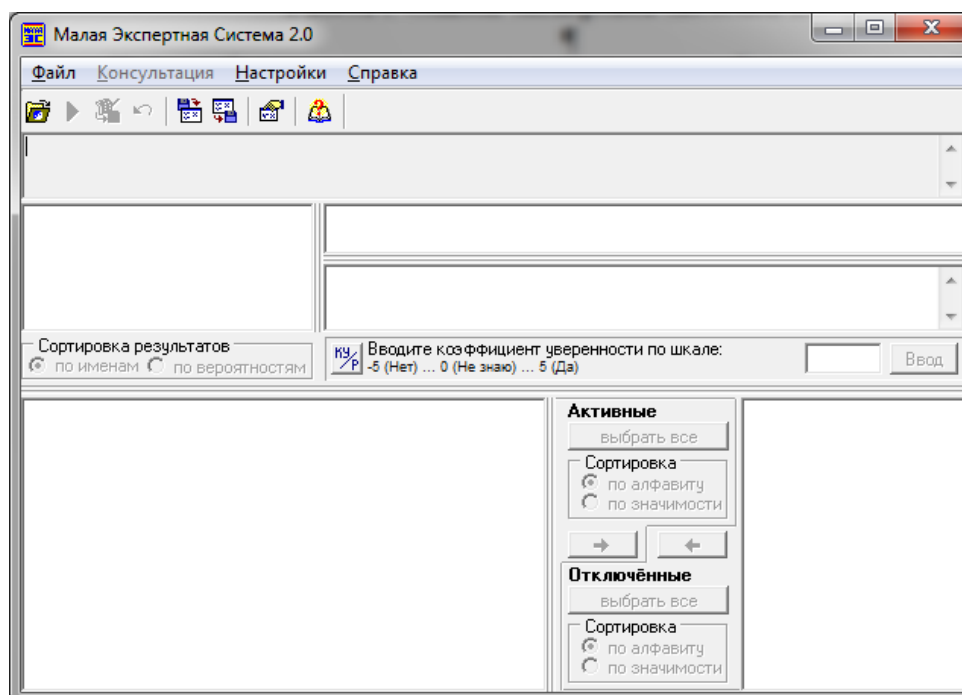 Малая Экспертная Система 2.0
Файл Консультация Настройки Справка
Сортировка результатов
по именам по вероятностям
КУ/Р
Вводите коэффициент уверенности по шкале:
-5 (Нет) ... 0 (Не знаю) ... 5 (Да)
Ввод
Активные
выбрать все
Сортировка
по алфавиту
по значимости
Отключённые
выбрать все
Сортировка
по алфавиту
по значимости